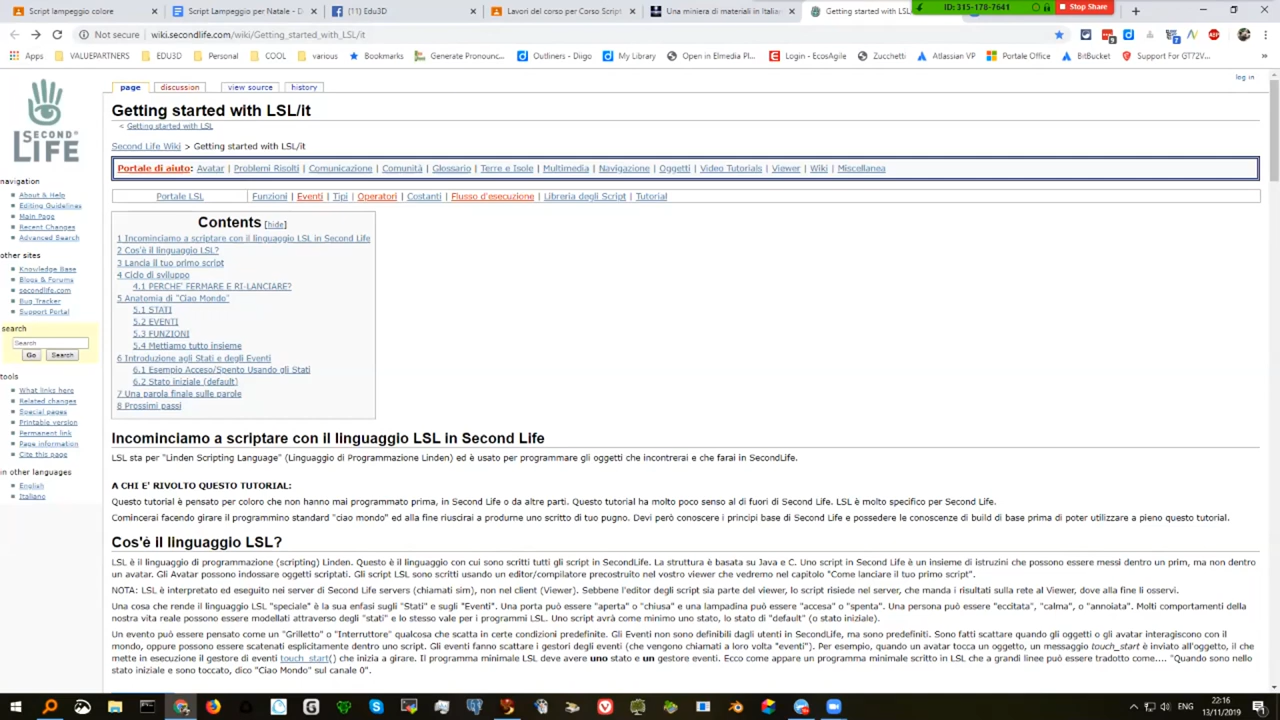 Script lampeggio colore
Script Lampeggio per Natale - D
(11) Edu3D
Lavori del corso per Corso Script
Una miniera di materiali in Italia
Getting started with LSL
ID: 315-178-7641
Stop Share
Not secure
wiki.secondlife.com/wiki/Getting_started_with_LSL/it
Apps
VALUEPARTNERS
EDU3D
Personal
COOL
various
Bookmarks
Generate Pronounc...
Outliners - Diigo
My Library
Open in Elmedia Pl...
Login - EcosAgile
Zucchetti
Atlassian VP
Portale Office
BitBucket
Support For GT72V...
log in
page
discussion
view source
history
SECOND LIFE
Getting started with LSL/it
< Getting started with LSL
Second Life Wiki > Getting started with LSL/it
Portale di aiuto: Avatar | Problemi Risolti | Comunicazione | Comunità | Glossario | Terre e Isole | Multimedia | Navigazione | Oggetti | Video Tutorials | Viewer | Wiki | Miscellanea
Portale LSL
Funzioni | Eventi | Tipi | Operatori | Costanti | Flusso d'esecuzione | Libreria degli Script | Tutorial
navigation
About & Help
Editing Guidelines
Main Page
Recent Changes
Advanced Search
other sites
Knowledge Base
Blogs & Forums
secondlife.com
Bug Tracker
Support Portal
search
Search
Go
Search
tools
What links here
Related changes
Special pages
Printable version
Permanent link
Page information
Cite this page
in other languages
English
Italiano
Contents [hide]
1 Incominciamo a scriptare con il linguaggio LSL in Second Life
2 Cos'è il linguaggio LSL?
3 Lancia il tuo primo script
4 Ciclo di sviluppo
4.1 PERCHE' FERMARE E RI-LANCIARE?
5 Anatomia di "Ciao Mondo"
5.1 STATI
5.2 EVENTI
5.3 FUNZIONI
5.4 Mettiamo tutto insieme
6 Introduzione agli Stati e degli Eventi
6.1 Esempio Acceso/Spento Usando gli Stati
6.2 Stato iniziale (default)
7 Una parola finale sulle parole
8 Prossimi passi
Incominciamo a scriptare con il linguaggio LSL in Second Life
LSL sta per "Linden Scripting Language" (Linguaggio di Programmazione Linden) ed è usato per programmare gli oggetti che incontrerai e che farai in SecondLife.
A CHI E' RIVOLTO QUESTO TUTORIAL:
Questo tutorial è pensato per coloro che non hanno mai programmato prima, in Second Life o da altre parti. Questo tutorial ha molto poco senso al di fuori di Second Life. LSL è molto specifico per Second Life.
Comincerai facendo girare il programmino standard "ciao mondo" ed alla fine riuscirai a produrne uno scritto di tuo pugno. Devi però conoscere i principi base di Second Life e possedere le conoscenze di build di base prima di poter utilizzare a pieno questo tutorial.
Cos'è il linguaggio LSL?
LSL è il linguaggio di programmazione (scripting) Linden. Questo è il linguaggio con cui sono scritti tutti gli script in SecondLife. La struttura è basata su Java e C. Uno script in Second Life è un insieme di istruzioni che possono essere messi dentro un prim, ma non dentro
un avatar. Gli Avatar possono indossare oggetti scriptati. Gli script LSL sono scritti usando un editor/compilatore precostruito nel vostro viewer che vedremo nel capitolo "Come lanciare il tuo primo script".
NOTA: LSL è interpretato ed eseguito nei server di Second Life servers (chiamati sim), non nel client (Viewer). Sebbene l'editor degli script sia parte del viewer, lo script risiede nel server, che manda i risultati sulla rete al Viewer, dove alla fine li osservi.
Una cosa che rende il linguaggio LSL "speciale" è la sua enfasi sugli "Stati" e sugli "Eventi". Una porta può essere "aperta" o "chiusa" e una lampadina può essere "accesa" o "spenta". Una persona può essere "eccitata", "calma", o "annoiata". Molti comportamenti della
nostra vita reale possono essere modellati attraverso degli "stati" e lo stesso vale per i programmi LSL. Uno script avrà come minimo uno stato, lo stato di "default" (o stato iniziale).
Un evento può essere pensato come un "Grilletto" o "Interruttore" qualcosa che scatta in certe condizioni predefinite. Gli Eventi non sono definibili dagli utenti in SecondLife, ma sono predefiniti. Sono fatti scattare quando gli oggetti o gli avatar interagiscono con il
mondo, oppure possono essere scatenati esplicitamente dentro uno script. Gli eventi fanno scattare i gestori degli eventi (che vengono chiamati a loro volta "eventi"). Per esempio, quando un avatar tocca un oggetto, un messaggio touch_start è inviato all'oggetto, il che
mette in esecuzione il gestore di eventi touch_start() che inizia a girare. Il programma minimale LSL deve avere uno stato e un gestore eventi. Ecco come appare un programma minimale scritto in LSL che a grandi linee può essere tradotto come.... "Quando sono nello
stato iniziale e sono toccato, dico "Ciao Mondo" sul canale 0".
ENG
22:16
13/11/2019